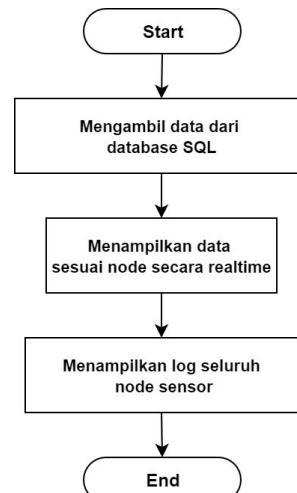 Start
Mengambil data dari
database SQL
Menampilkan data
sesuai node secara realtime
Menampilkan log seluruh
node sensor
End